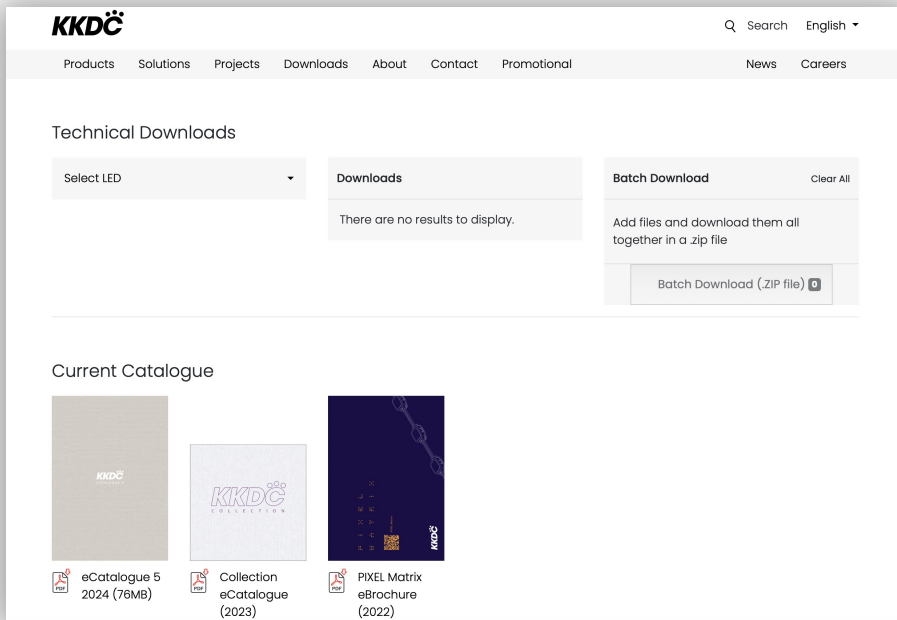 KKDC
Search
English
Products Solutions Projects Downloads About Contact Promotional News Careers
Technical Downloads
Select LED
Downloads
There are no results to display.
Batch Download
Clear All
Add files and download them all
together in a .zip file
Batch Download (.ZIP file) 0
Current Catalogue
KKDC
KKDC
COLLECTION
PIXEL
MATRIX
KKDC
PDF
eCatalogue 5
2024 (76MB)
PDF
Collection
eCatalogue
(2023)
PDF
PIXEL Matrix
eBrochure
(2022)